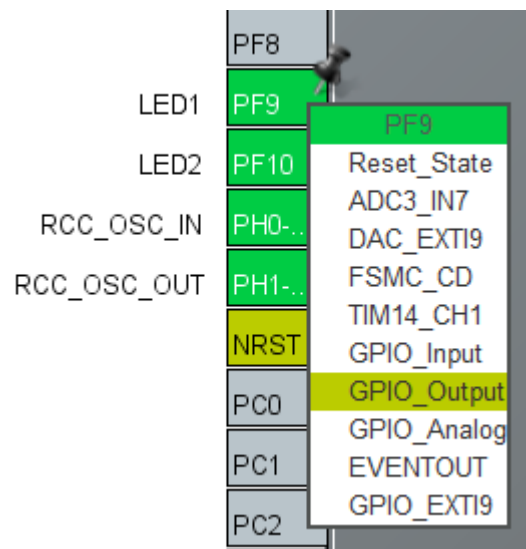 PF8
LED1 PF9
LED2 PF10
RCC_OSC_IN PH0-..
RCC_OSC_OUT PH1-..
NRST
PC0
PC1
PC2
PF9
Reset_State
ADC3_IN7
DAC_EXTI9
FSMC_CD
TIM14_CH1
GPIO_Input
GPIO_Output
GPIO_Analog
EVENTOUT
GPIO_EXTI9